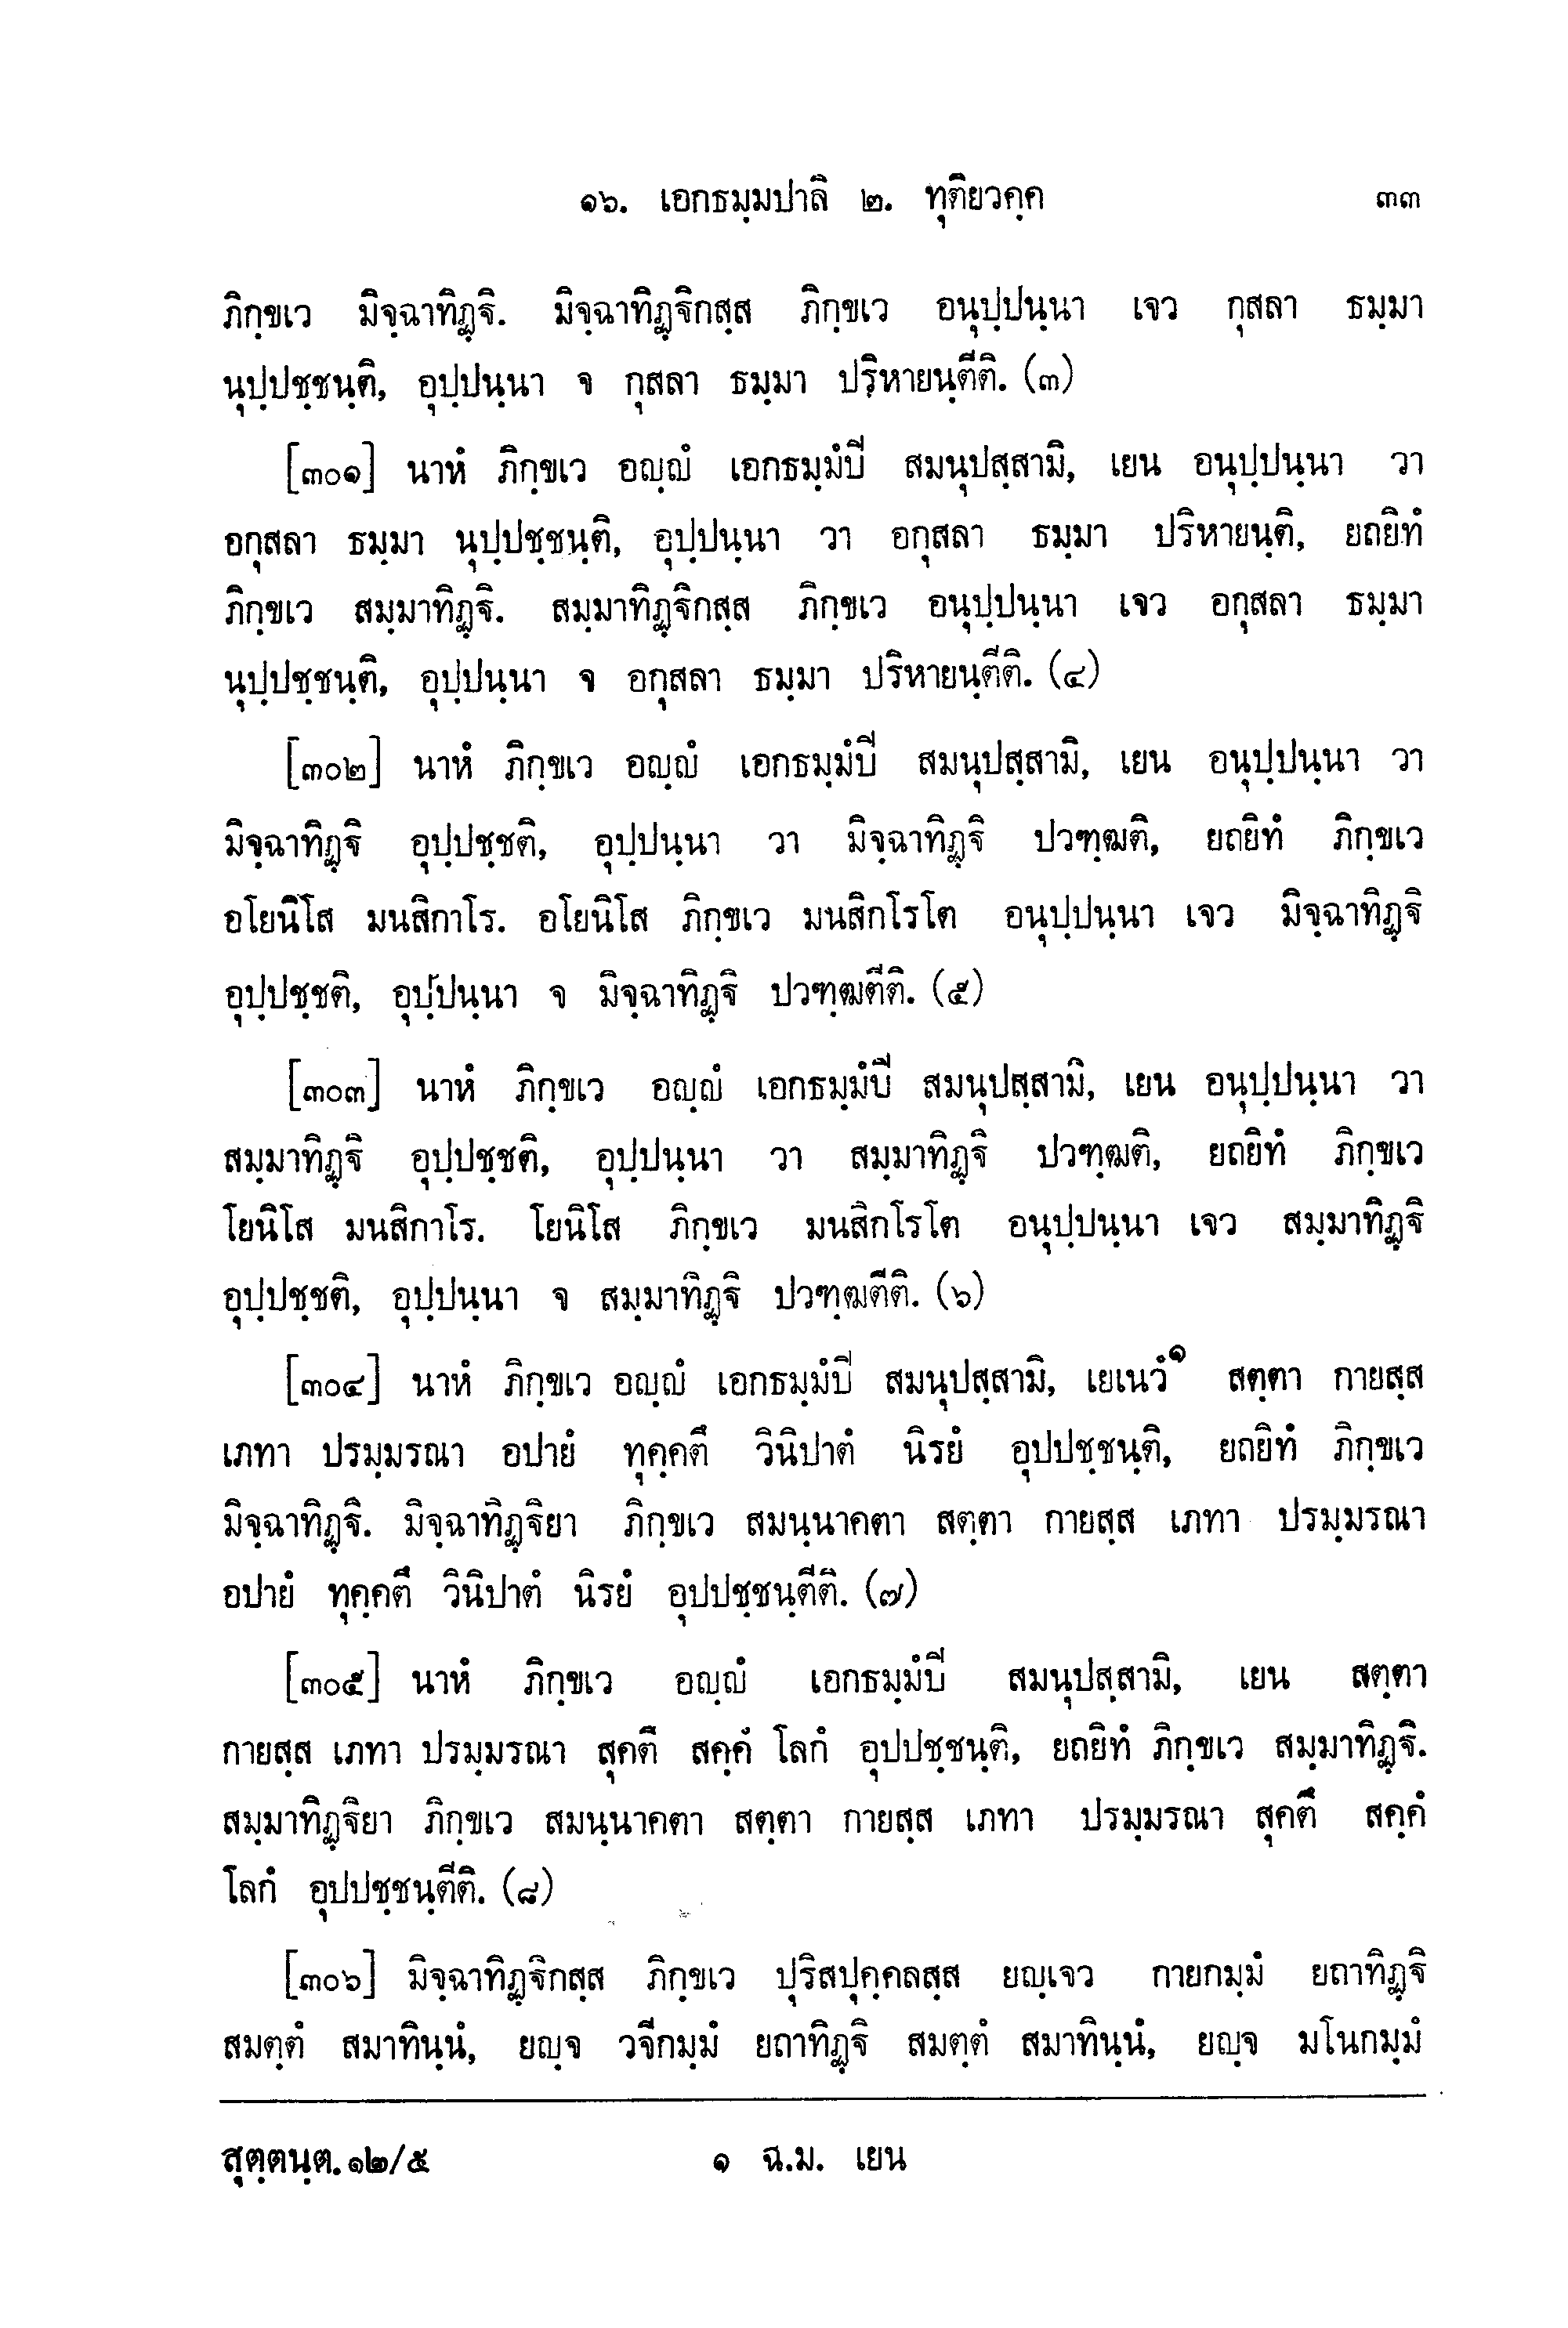 ๑๖. เอกธมฺมปาลิ ๒. ทุติยวคฺค ๓๓
ภิกฺขเว มิจฺฉาทิฏฺฐิ. มิจฺฉาทิฏฺฐิกสฺส ภิกฺขเว อนุปฺปนฺนา เจว กุสลา ธมฺมา
นุปฺปชฺชนฺติ, อุปฺปนฺนา จ กุสลา ธมฺมา ปริหายนฺตีติ. (๓)
[๓๐๑] นาหํ ภิกฺขเว อญฺญํ เอกธมฺมํปิ สมนุปสฺสามิ, เยน อนุปฺปนฺนา วา
อกุสลา ธมฺมา นุปฺปชฺชนฺติ, อุปฺปนฺนา วา อกุสลา ธมฺมา ปริหายนฺติ, ยถยิทํ
ภิกฺขเว สมฺมาทิฏฺฐิ. สมฺมาทิฏฺฐิกสฺส ภิกฺขเว อนุปฺปนฺนา เจว อกุสลา ธมฺมา
นุปฺปชฺชนฺติ, อุปฺปนฺนา จ อกุสลา ธมฺมา ปริหายนฺตีติ. (๔)
[๓๐๒] นาหํ ภิกฺขเว อญฺญํ เอกธมฺมํปิ สมนุปสฺสามิ, เยน อนุปฺปนฺนา วา
มิจฺฉาทิฏฺฐิ อุปฺปชฺชติ, อุปฺปนฺนา วา มิจฺฉาทิฏฺฐิ ปวฑฺฒติ, ยถยิทํ ภิกฺขเว
อโยนิโส มนสิกาโร. อโยนิโส ภิกฺขเว มนสิกโรโต อนุปฺปนฺนา เจว มิจฺฉาทิฏฺฐิ
อุปฺปชฺชติ, อุปฺปนฺนา จ มิจฺฉาทิฏฺฐิ ปวฑฺฒตีติ. (๕)
[๓๐๓] นาหํ ภิกฺขเว อญฺญํ เอกธมฺมํปิ สมนุปสฺสามิ, เยน อนุปฺปนฺนา วา
สมฺมาทิฏฺฐิ อุปฺปชฺชติ, อุปฺปนฺนา วา สมฺมาทิฏฺฐิ ปวฑฺฒติ, ยถยิทํ ภิกฺขเว
โยนิโส มนสิกาโร. โยนิโส ภิกฺขเว มนสิกโรโต อนุปฺปนฺนา เจว สมฺมาทิฏฺฐิ
อุปฺปชฺชติ, อุปฺปนฺนา จ สมฺมาทิฏฺฐิ ปวฑฺฒตีติ. (๖)
[๓๐๔] นาหํ ภิกฺขเว อญฺญํ เอกธมฺมํปิ สมนุปสฺสามิ, เยเนวํ๑ สตฺตา กายสฺส
เภทา ปรมฺมรณา อปายํ ทุคฺคตึ วินิปาตํ นิรยํ อุปปชฺชนฺติ, ยถยิทํ ภิกฺขเว
มิจฺฉาทิฏฺฐิ. มิจฺฉาทิฏฺฐิยา ภิกฺขเว สมนฺนาคตา สตฺตา กายสฺส เภทา ปรมฺมรณา
อปายํ ทุคฺคตึ วินิปาตํ นิรยํ อุปปชฺชนฺตีติ. (๗)
[๓๐๕] นาหํ ภิกฺขเว อญฺญํ เอกธมฺมํปิ สมนุปสฺสามิ, เยน สตฺตา
กายสฺส เภทา ปรมฺมรณา สุคตึ สคฺคํ โลกํ อุปปชฺชนฺติ, ยถยิทํ ภิกฺขเว สมฺมาทิฏฺฐิ.
สมฺมาทิฏฺฐิยา ภิกฺขเว สมนฺนาคตา สตฺตา กายสฺส เภทา ปรมฺมรณา สุคตึ สคฺคํ
โลกํ อุปปชฺชนฺตีติ. (๘)
[๓๐๖] มิจฺฉาทิฏฺฐิกสฺส ภิกฺขเว ปุริสปุคฺคลสฺส ยญฺเจว กายกมฺมํ ยถาทิฏฺฐิ
สมตฺตํ สมาทินฺนํ, ยญฺจ วจีกมฺมํ ยถาทิฏฺฐิ สมตฺตํ สมาทินฺนํ, ยญฺจ มโนกมฺมํ
สุตฺตนฺต.๑๒/๕ ๑ ฉ.ม. เยน